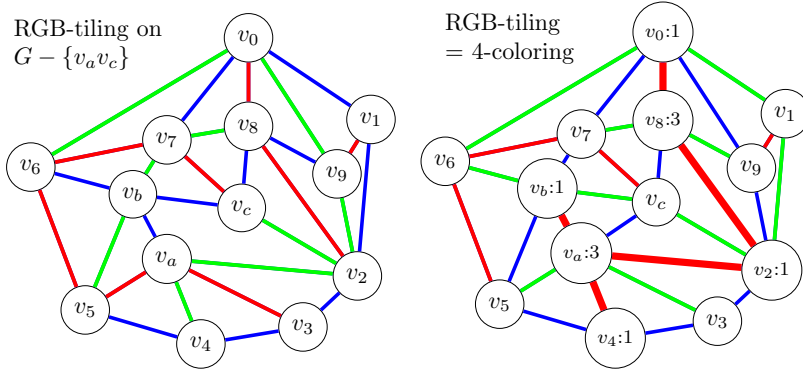 RGB-tiling on
G − {v_a v_c}
v_0
v_1
v_8
v_7
v_6
v_9
v_b
v_c
v_a
v_2
v_5
v_3
v_4
RGB-tiling
= 4-coloring
v_0:1
v_1
v_8:3
v_7
v_6
v_9
v_b:1
v_c
v_a:3
v_2:1
v_5
v_3
v_4:1